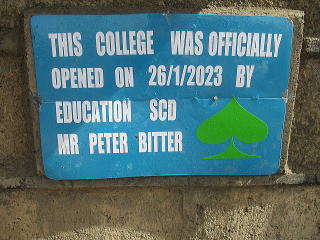 THIS COLLEGE WAS OFFICIALLY
OPENED ON 26/1/2023 BY
EDUCATION SCD
MR PETER BITTER